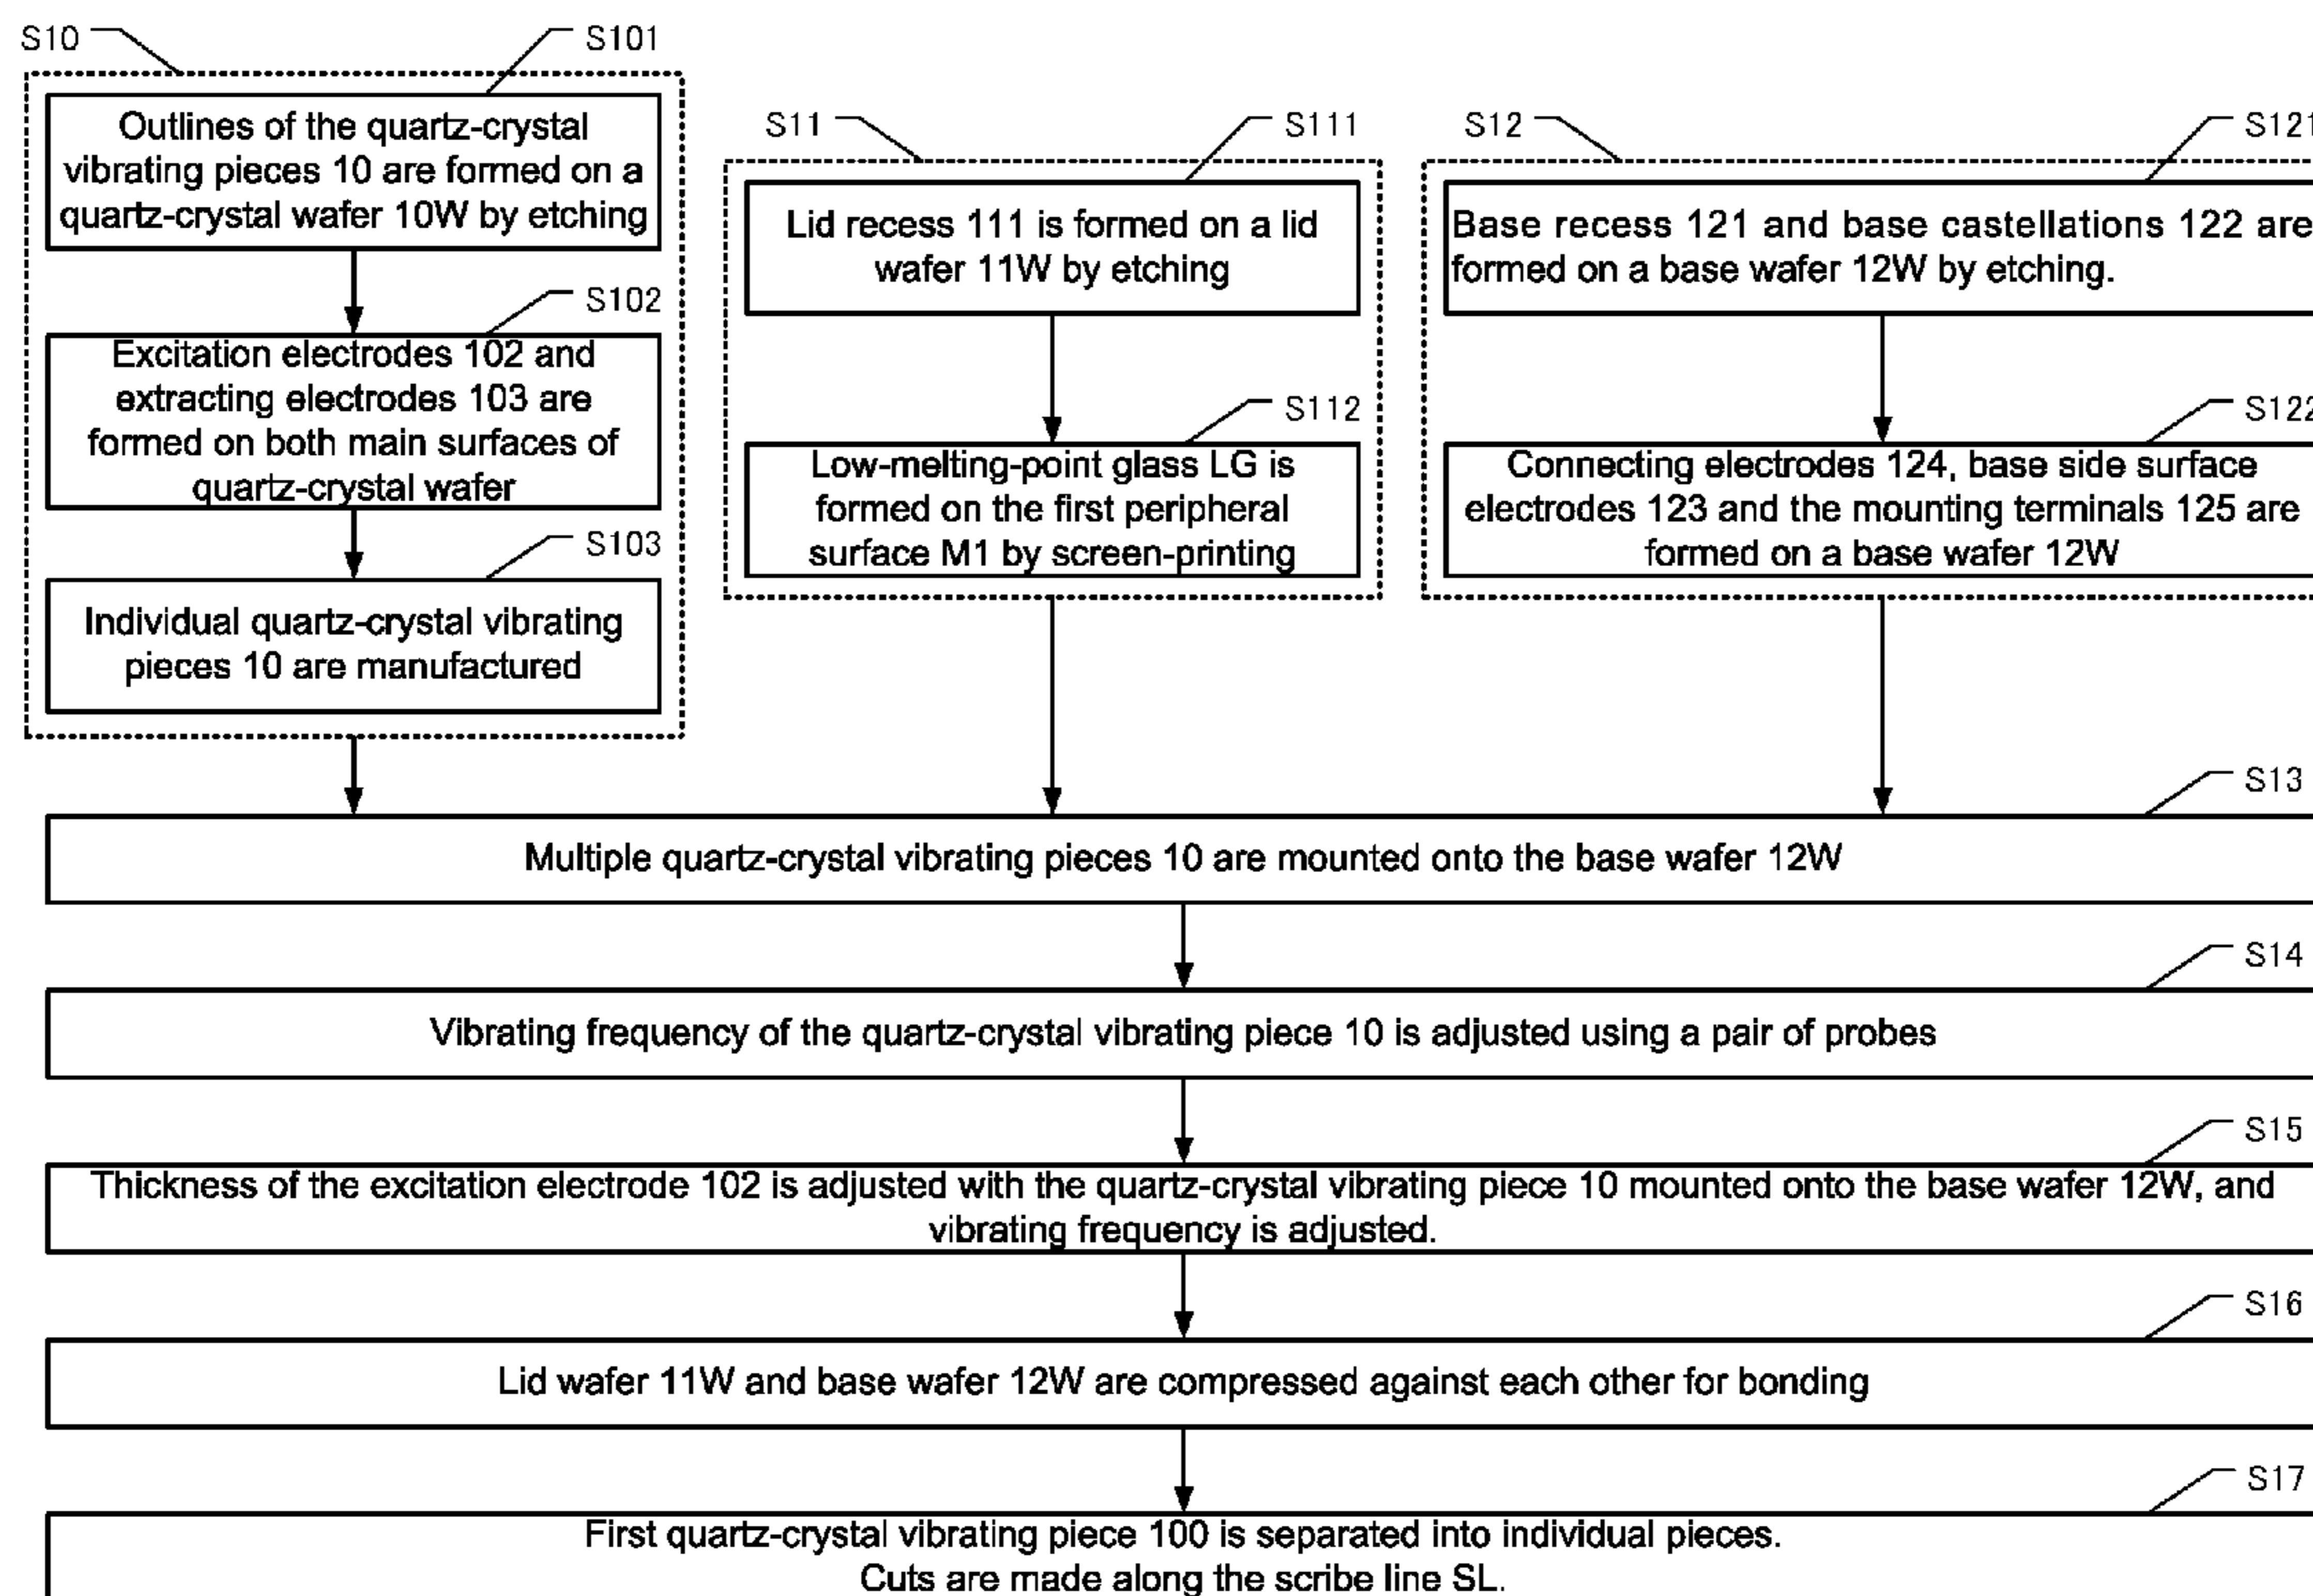 S10
S101
Outlines of the quartz-crystal
vibrating pieces 10 are formed on a
quartz-crystal wafer 10W by etching
S102
Excitation electrodes 102 and
extracting electrodes 103 are
formed on both main surfaces of
quartz-crystal wafer
S103
Individual quartz-crystal vibrating
pieces 10 are manufactured
S11
S111
Lid recess 111 is formed on a lid
wafer 11W by etching
S112
Low-melting-point glass LG is
formed on the first peripheral
surface M1 by screen-printing
S12
S121
Base recess 121 and base castellations 122 are
formed on a base wafer 12W by etching.
S122
Connecting electrodes 124, base side surface
electrodes 123 and the mounting terminals 125 are
formed on a base wafer 12W
S13
Multiple quartz-crystal vibrating pieces 10 are mounted onto the base wafer 12W
S14
Vibrating frequency of the quartz-crystal vibrating piece 10 is adjusted using a pair of probes
S15
Thickness of the excitation electrode 102 is adjusted with the quartz-crystal vibrating piece 10 mounted onto the base wafer 12W, and
vibrating frequency is adjusted.
S16
Lid wafer 11W and base wafer 12W are compressed against each other for bonding
S17
First quartz-crystal vibrating piece 100 is separated into individual pieces.
Cuts are made along the scribe line SL.